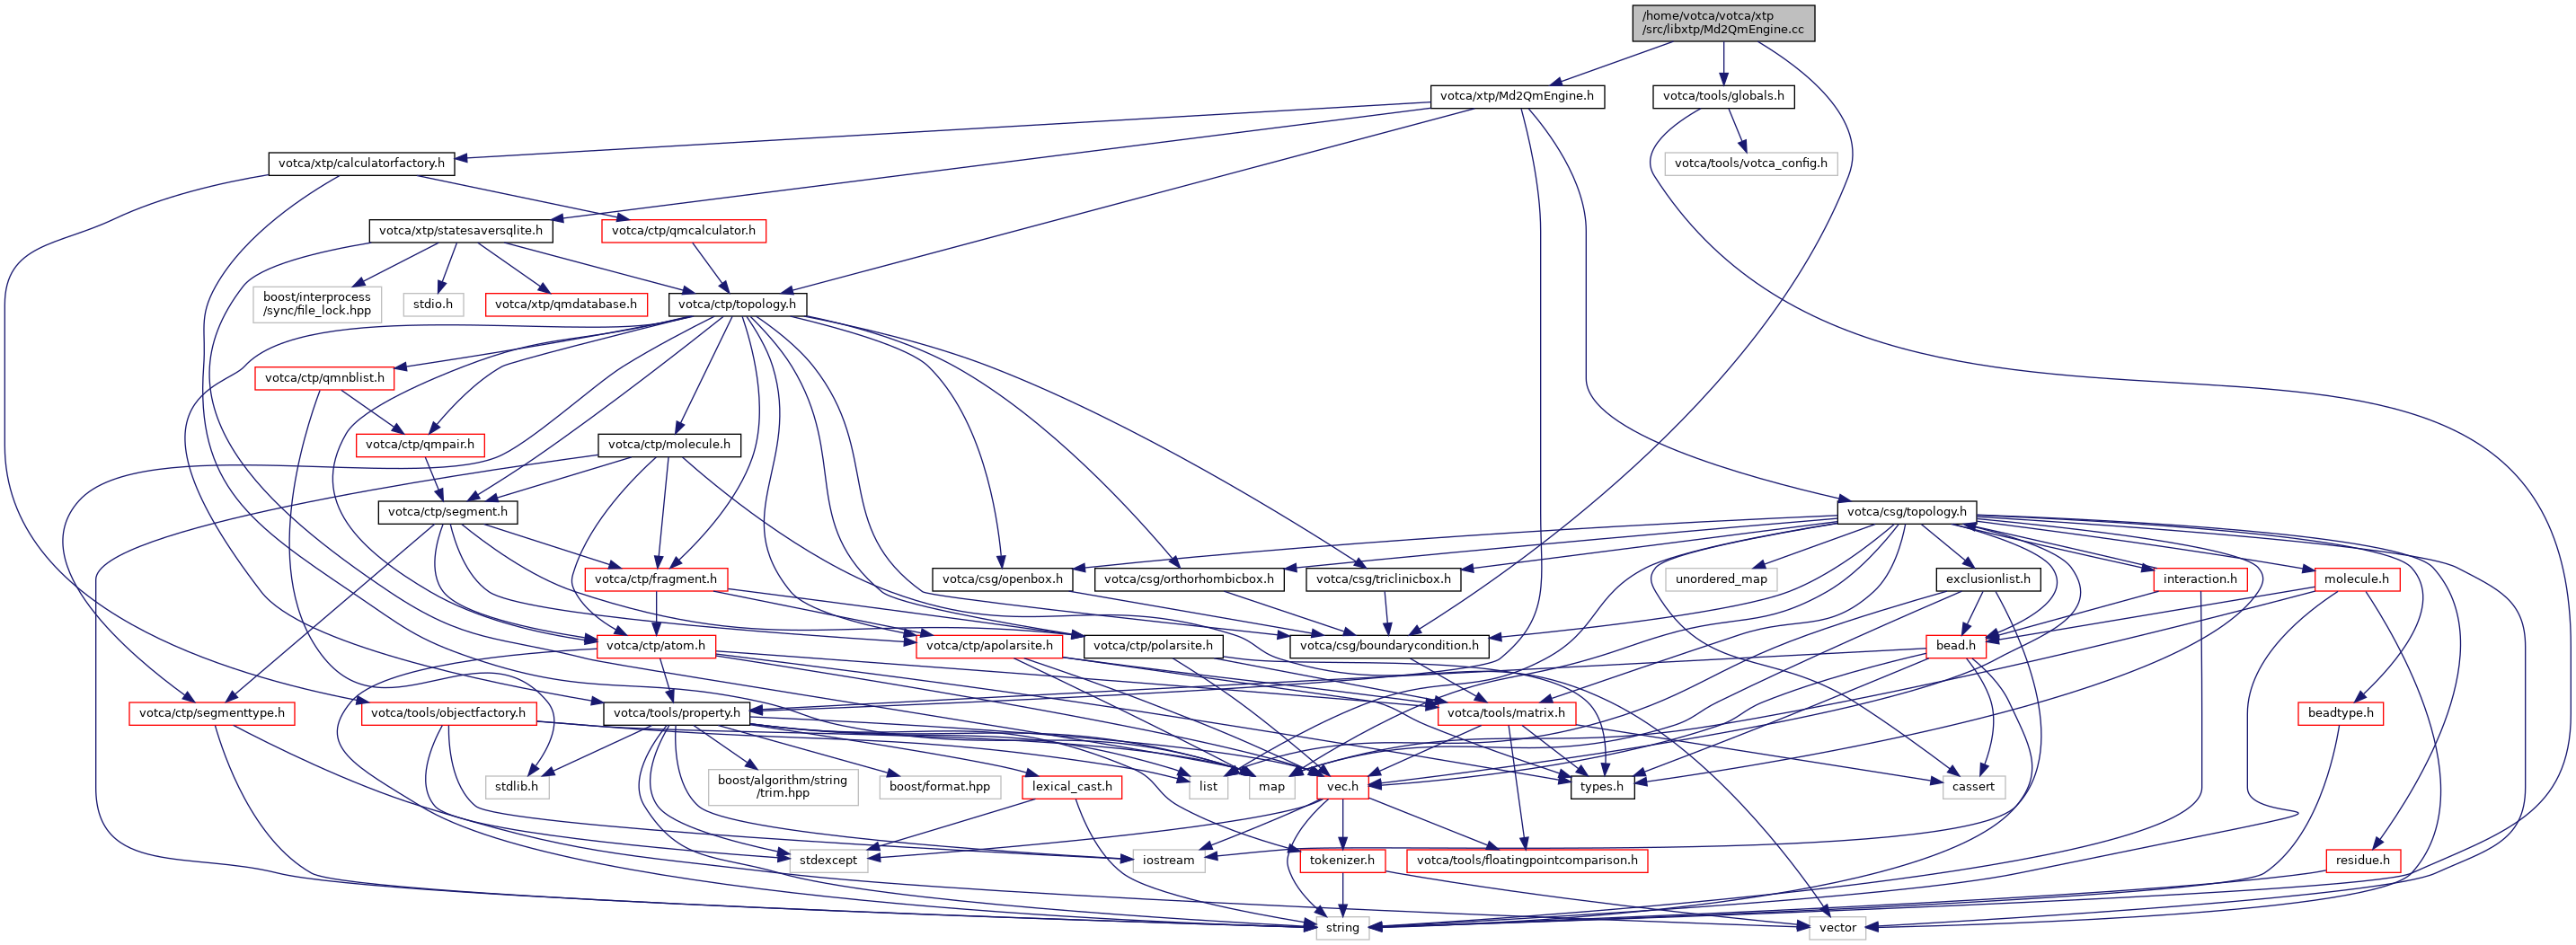 /home/votca/votca/xtp
/src/libxtp/Md2QmEngine.cc
votca/xtp/Md2QmEngine.h
votca/tools/globals.h
votca/xtp/calculatorfactory.h
votca/tools/votca_config.h
votca/xtp/statesaversqlite.h
votca/ctp/qmcalculator.h
boost/interprocess
/sync/file_lock.hpp
stdio.h
votca/xtp/qmdatabase.h
votca/ctp/topology.h
votca/ctp/qmnblist.h
votca/ctp/qmpair.h
votca/ctp/molecule.h
votca/ctp/segment.h
votca/csg/topology.h
votca/ctp/fragment.h
votca/csg/openbox.h
votca/csg/orthorhombicbox.h
votca/csg/triclinicbox.h
unordered_map
exclusionlist.h
interaction.h
molecule.h
votca/ctp/atom.h
votca/ctp/apolarsite.h
votca/ctp/polarsite.h
votca/csg/boundarycondition.h
bead.h
votca/ctp/segmenttype.h
votca/tools/objectfactory.h
votca/tools/property.h
votca/tools/matrix.h
beadtype.h
stdlib.h
boost/algorithm/string
/trim.hpp
boost/format.hpp
lexical_cast.h
list
map
vec.h
types.h
cassert
stdexcept
iostream
tokenizer.h
votca/tools/floatingpointcomparison.h
residue.h
string
vector